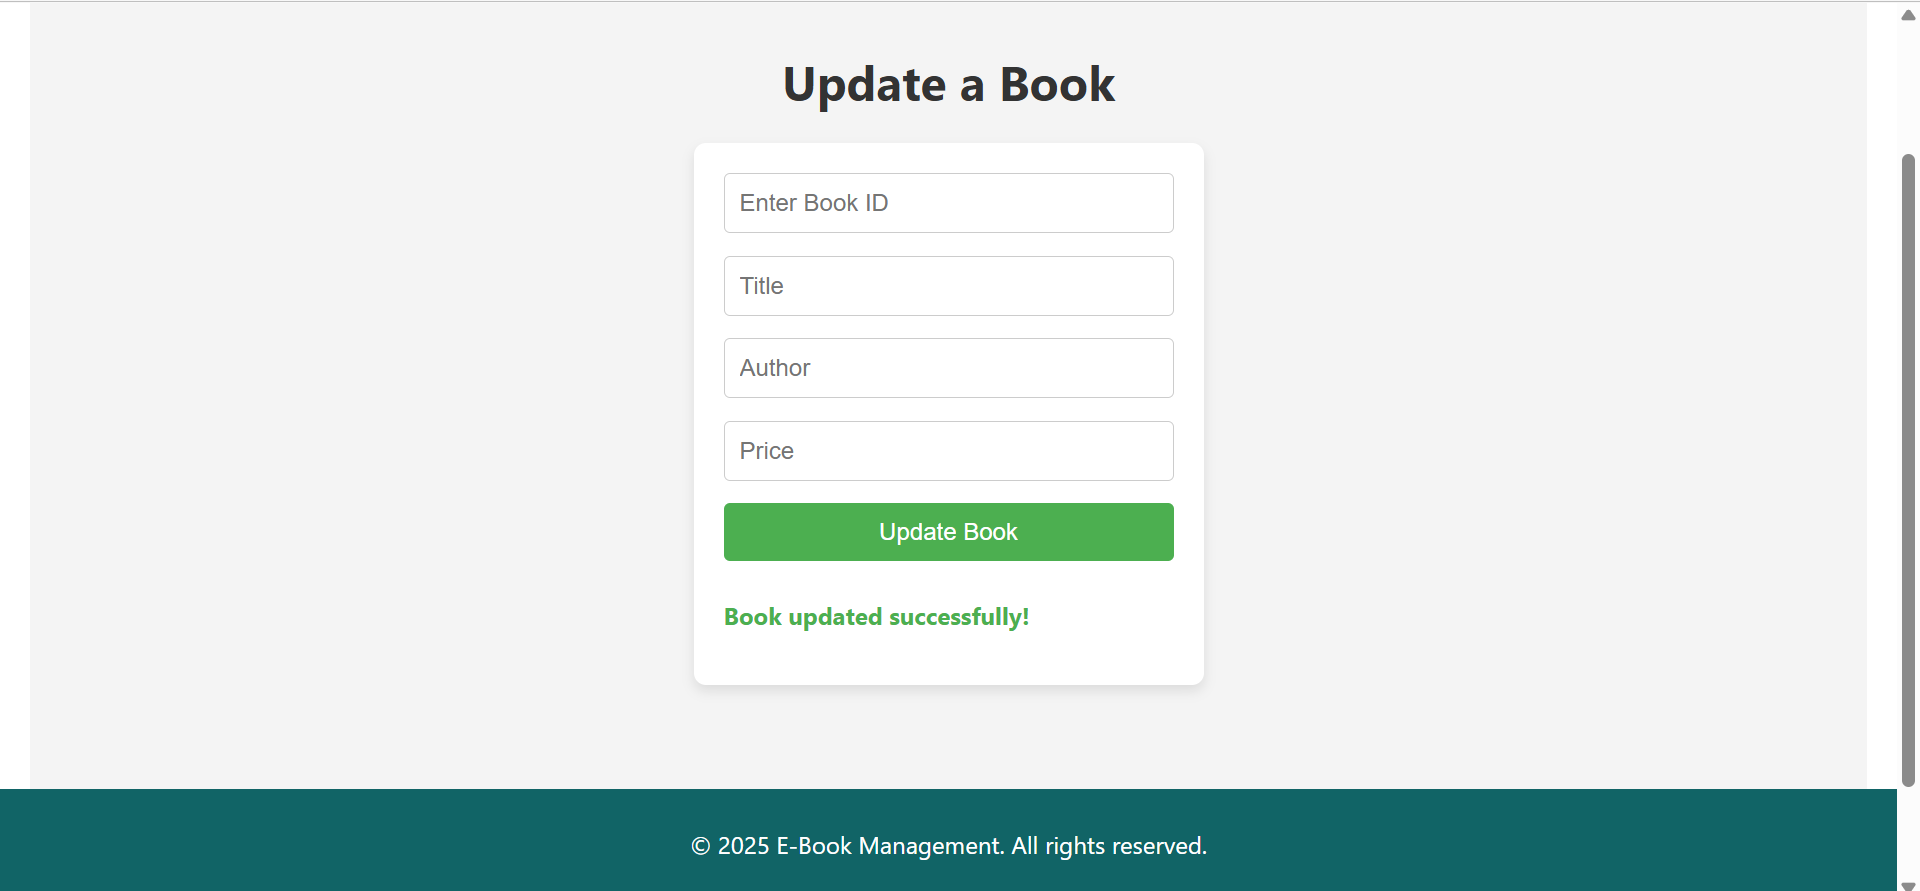 Update a Book
Enter Book ID
Title
Author
Price
Update Book
Book updated successfully!
© 2025 E-Book Management. All rights reserved.